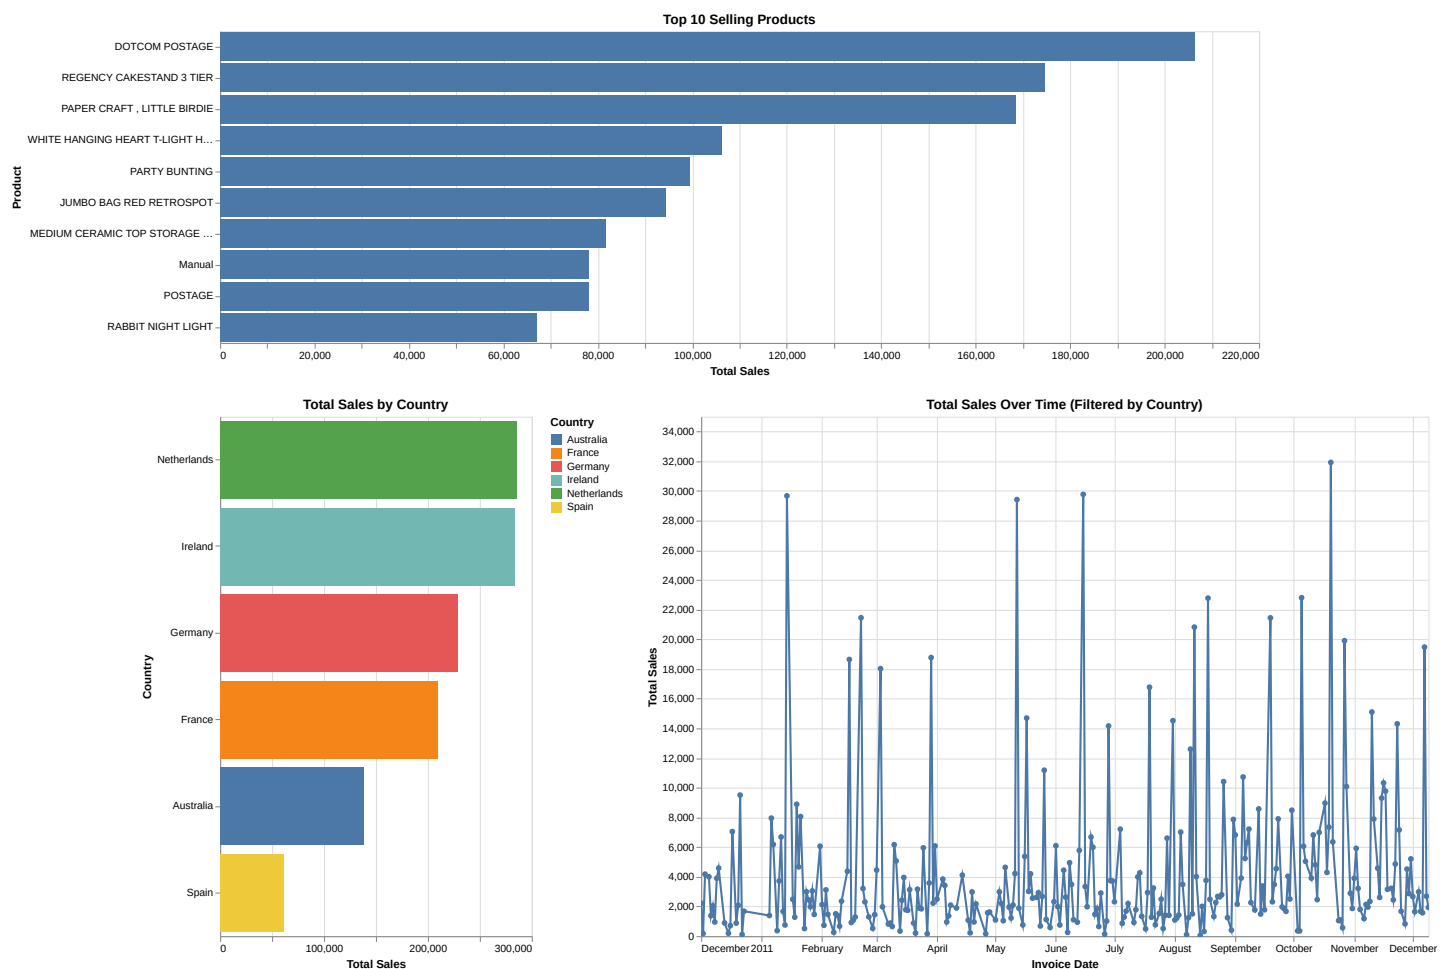 Top 10 Selling Products
Product
DOTCOM POSTAGE
REGENCY CAKESTAND 3 TIER
PAPER CRAFT , LITTLE BIRDIE
WHITE HANGING HEART T-LIGHT H…
PARTY BUNTING
JUMBO BAG RED RETROSPOT
MEDIUM CERAMIC TOP STORAGE …
Manual
POSTAGE
RABBIT NIGHT LIGHT
0 20,000 40,000 60,000 80,000 100,000 120,000 140,000 160,000 180,000 200,000 220,000
Total Sales
Total Sales by Country
Country
Netherlands
Ireland
Germany
France
Australia
Spain
0 100,000 200,000 300,000
Total Sales
Country
Australia
France
Germany
Ireland
Netherlands
Spain
Total Sales Over Time (Filtered by Country)
Total Sales
34,000
32,000
30,000
28,000
26,000
24,000
22,000
20,000
18,000
16,000
14,000
12,000
10,000
8,000
6,000
4,000
2,000
0
December 2011 February March April May June July August September October November December
Invoice Date